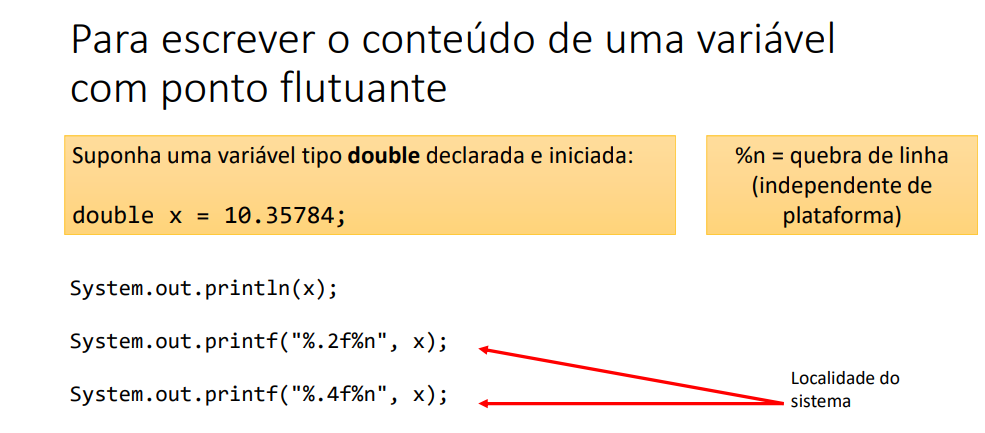 Para escrever o conteúdo de uma variável
com ponto flutuante
Suponha uma variável tipo double declarada e iniciada:
double x = 10.35784;
%n = quebra de linha
(independente de
plataforma)
System.out.println(x);
System.out.printf("%.2f%n", x);
System.out.printf("%.4f%n", x);
Localidade do
sistema